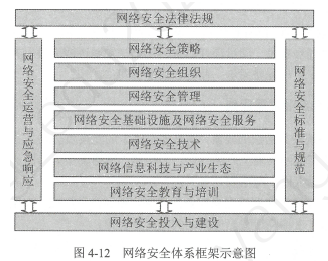 网络安全法律法规
网络安全运营与应急响应
网络安全策略
网络安全组织
网络安全管理
网络安全基础设施及网络安全服务
网络安全技术
网络信息科技与产业生态
网络安全教育与培训
网络安全标准与规范
网络安全投入与建设
图 4-12 网络安全体系框架示意图